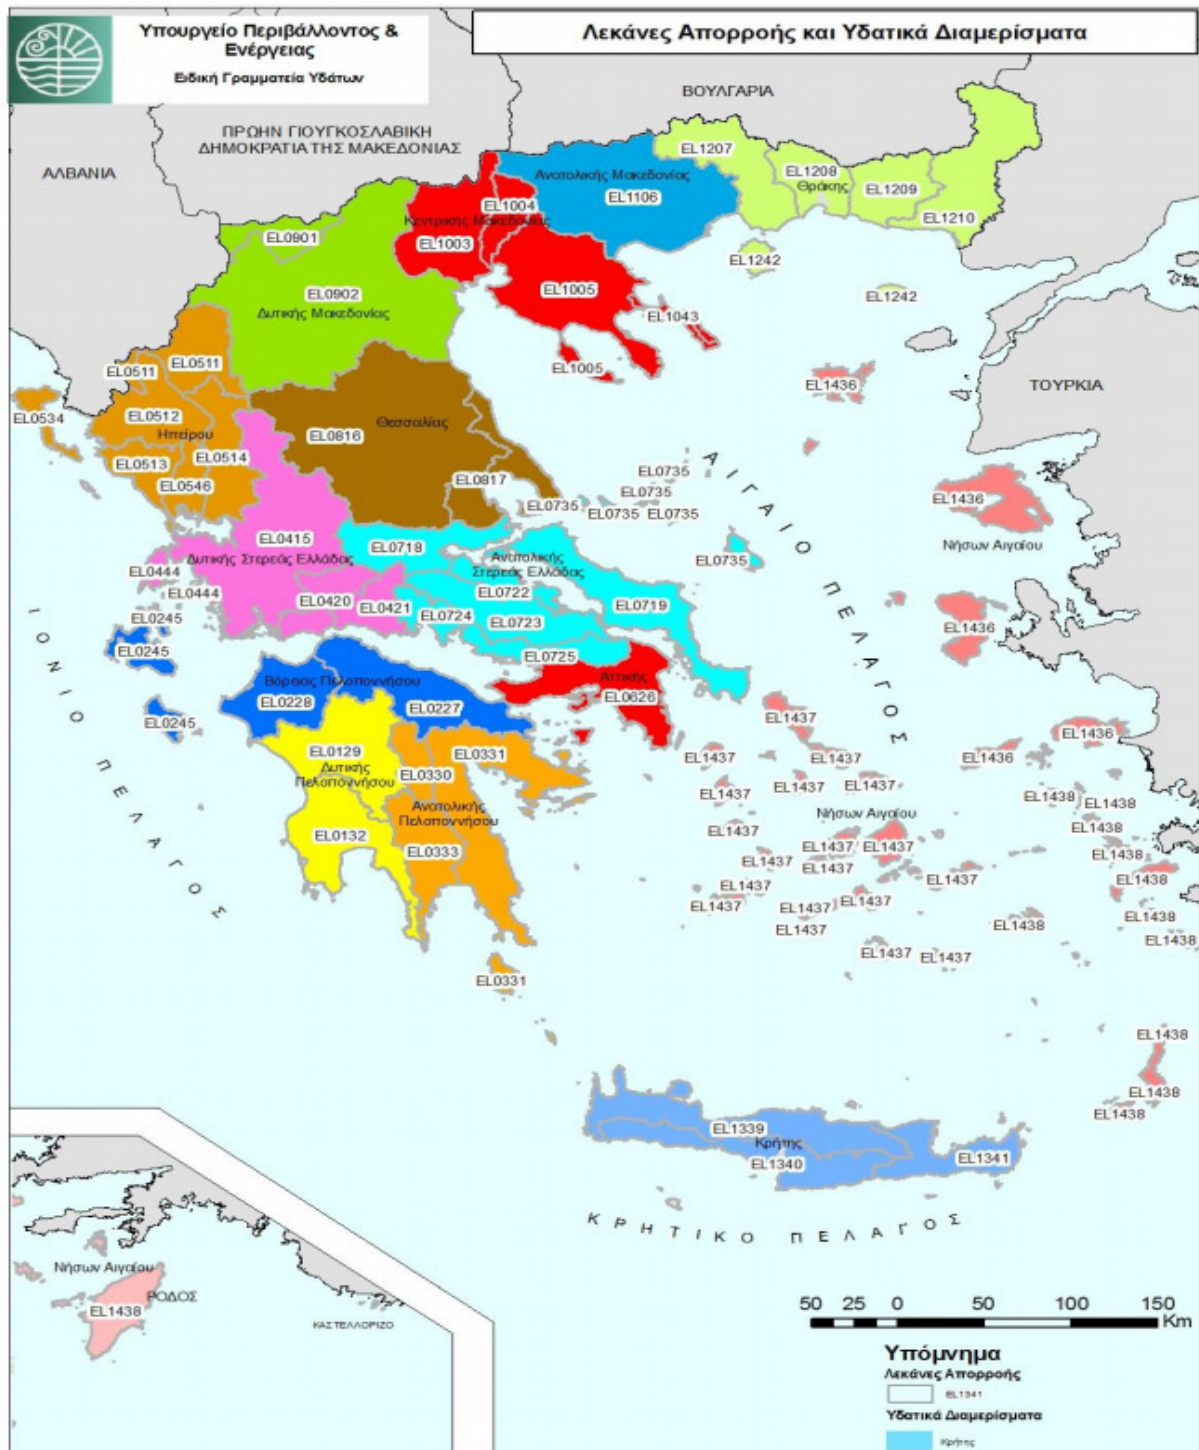 Υπουργείο Περιβάλλοντος &
Ενέργειας
Ειδική Γραμματεία Υδάτων
Λεκάνες Απορροής και Υδατικά Διαμερίσματα
ΒΟΥΛΓΑΡΙΑ
ΠΡΩΗΝ ΓΙΟΥΓΚΟΣΛΑΒΙΚΗ
ΔΗΜΟΚΡΑΤΙΑ ΤΗΣ ΜΑΚΕΔΟΝΙΑΣ
ΑΛΒΑΝΙΑ
EL1207
EL1208
Θράκης
EL1209
EL1210
Ανατολικής Μακεδονίας
EL1106
EL1004
Κεντρικής Μακεδονίας
EL1003
EL0901
EL1242
EL1242
EL0902
Δυτικής Μακεδονίας
EL1005
EL1043
EL1005
EL0511
EL0511
EL1436
ΤΟΥΡΚΙΑ
EL0534
EL0512
Ηπείρου
EL0816
Θεσσαλίας
EL0513
EL0514
EL0546
EL0817
EL0735
EL0735
EL0735
EL0735
EL0735
EL1436
Νήσων Αιγαίου
ΑΙΓΑΙΟ ΠΕΛΑΓΟΣ
EL0415
Δυτικής Στερεάς Ελλάδας
EL0718
Ανατολικής
Στερεάς Ελλάδας
EL0735
EL0444
EL0444
EL0722
EL0420
EL0421
EL0724
EL0723
EL0719
EL0245
EL0245
EL1436
EL0725
ΙΟΝΙΟ ΠΕΛΑΓΟΣ
Βόρειας Πελοποννήσου
EL0228
EL0227
Αττικής
EL0626
EL0245
EL1437
EL1436
EL0129
Δυτικής
Πελοποννήσου
EL0330
EL0331
EL1437
EL1437
EL1436
EL1437
EL1437
EL1437
EL1438
EL1438
Ανατολικής
Πελοποννήσου
Νήσων Αιγαίου
EL0132
EL0333
EL1437
EL1437
EL1437
EL1438
EL1438
EL1437
EL1437
EL1437
EL1438
EL1437
EL1437
EL1437
EL1437
EL1437
EL1438
EL1438
EL1438
EL1437
EL1437
EL0331
EL1438
EL1438
EL1438
EL1339
Κρήτης
EL1340
EL1341
ΚΡΗΤΙΚΟ ΠΕΛΑΓΟΣ
Νήσων Αιγαίου
ΡΟΔΟΣ
EL1438
ΚΑΣΤΕΛΛΟΡΙΖΟ
50 25 0 50 100 150
Km
Υπόμνημα
Λεκάνες Απορροής
EL1341
Υδατικά Διαμερίσματα
Κρήτης